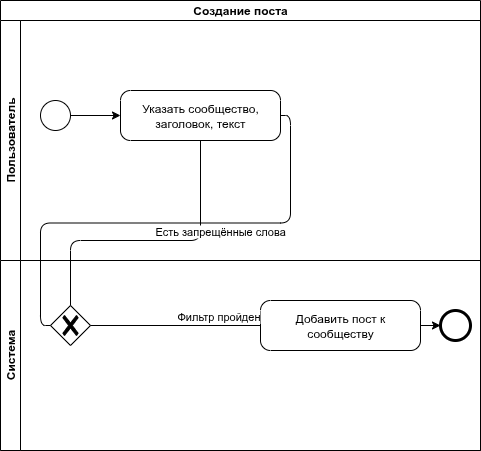 Создание поста
Пользователь
Указать сообщество,
заголовок, текст
Есть запрещённые слова
Система
Фильтр пройден
Добавить пост к
сообществу